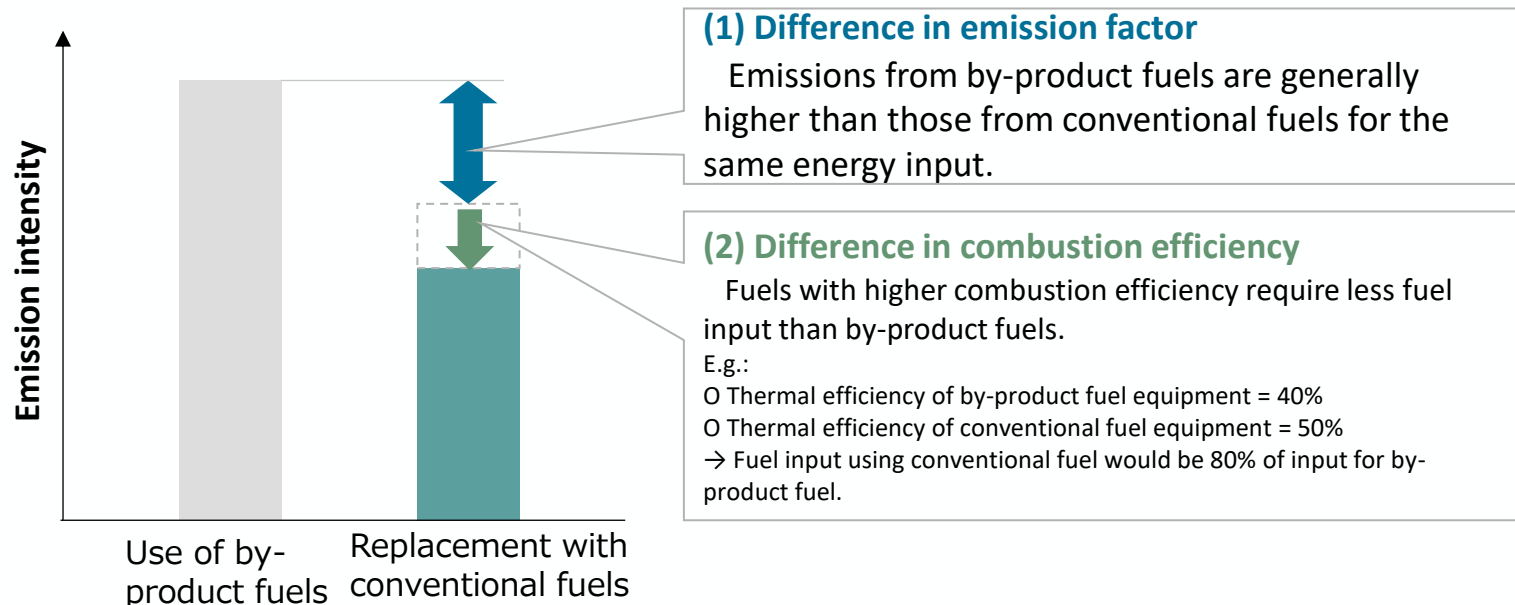 Emission intensity
Use of by-
product fuels
Replacement with
conventional fuels
(1) Difference in emission factor
Emissions from by-product fuels are generally
higher than those from conventional fuels for the
same energy input.
(2) Difference in combustion efficiency
Fuels with higher combustion efficiency require less fuel
input than by-product fuels.
E.g.:
O Thermal efficiency of by-product fuel equipment = 40%
O Thermal efficiency of conventional fuel equipment = 50%
→ Fuel input using conventional fuel would be 80% of input for by-
product fuel.